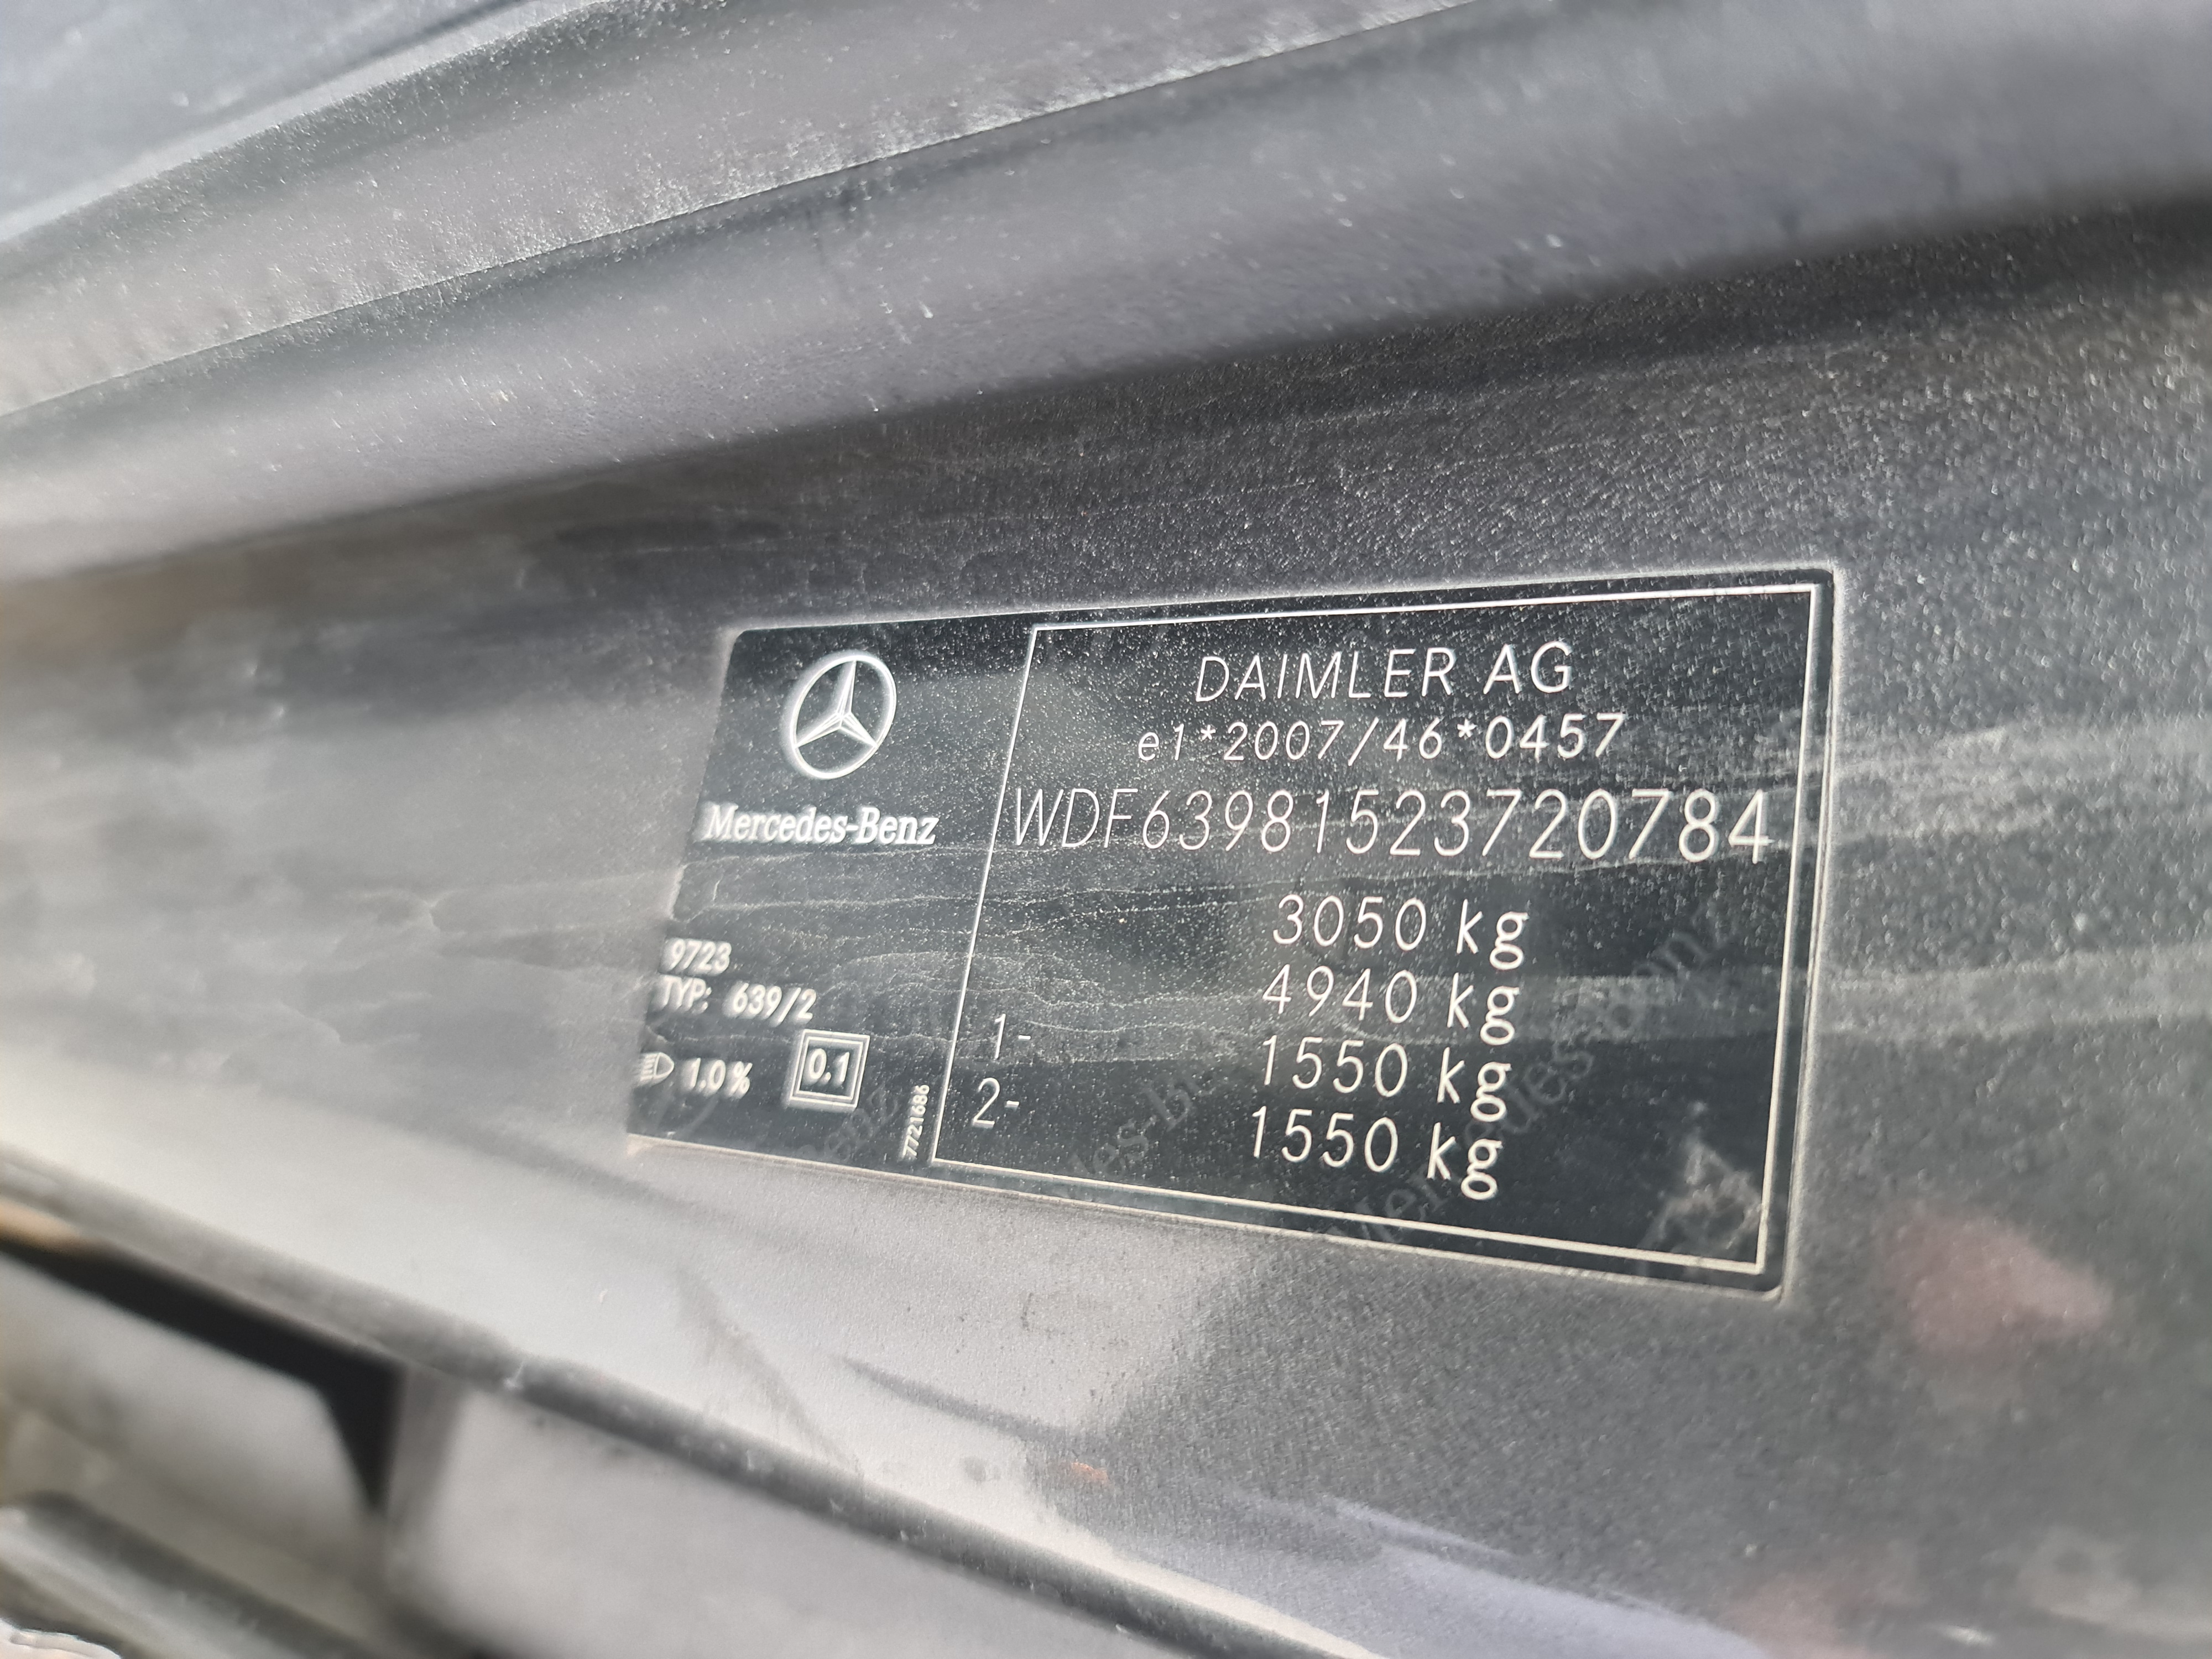 Mercedes-Benz
9723
TYP: 639/2
1.0%
0.1
7721686
DAIMLER AG
e1*2007/46*0457
WDF63981523720784
3050 kg
4940 kg
1- 1550 kg
2- 1550 kg